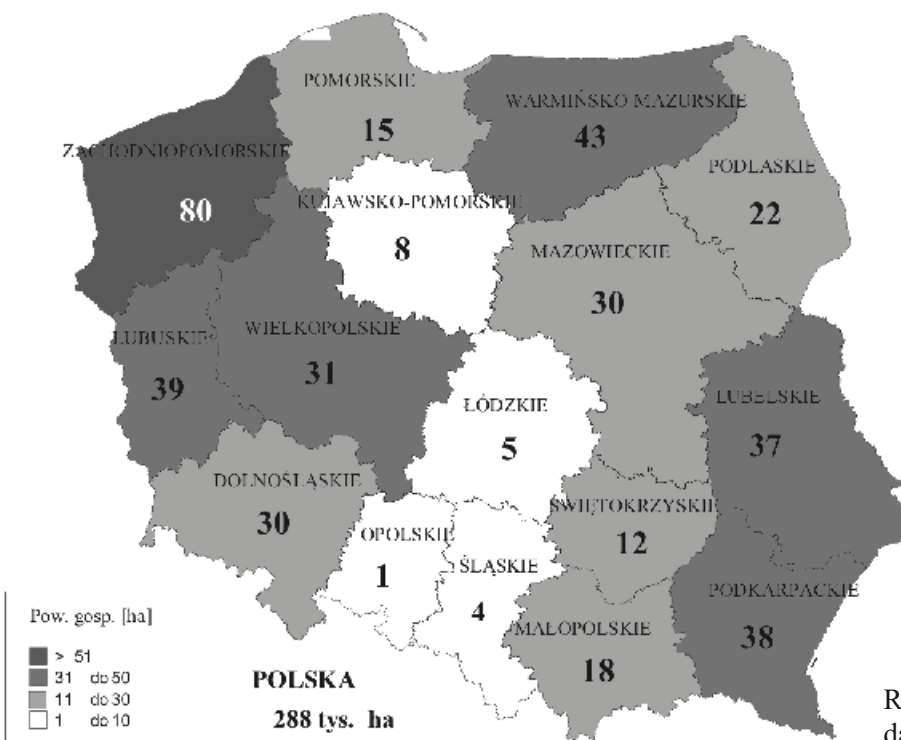 POMORSKIE
15
WARMIŃSKO MAZURSKIE
43
ZACHODNIOPOMORSKIE
80
PODLASKIE
22
KUJAWSKO-POMORSKIE
8
MAZOWIECKIE
30
LUBUSKIE
39
WIELKOPOLSKIE
31
ŁÓDZKIE
5
LUBELSKIE
37
DOLNOŚLĄSKIE
30
ŚWIĘTOKRZYSKIE
12
OPOLSKIE
1
ŚLĄSKIE
4
PODKARPACKIE
38
MAŁOPOLSKIE
18
Pow. gosp. [ha]
> 51
31 do 50
11 do 30
1 do 10
POLSKA
288 tys. ha
R
da